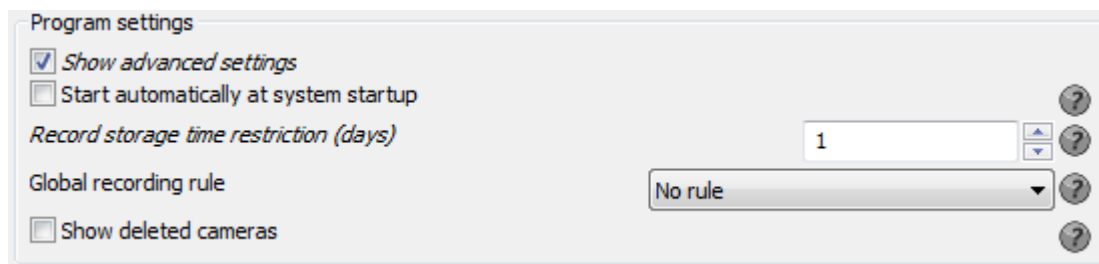 Program settings
Show advanced settings
Start automatically at system startup
?
Record storage time restriction (days) 1 ?
Global recording rule No rule ?
Show deleted cameras
?